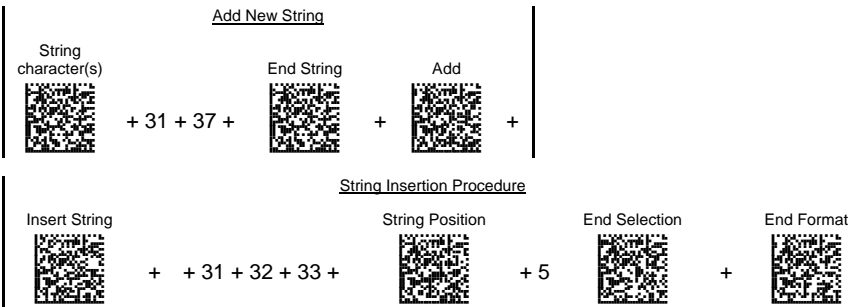 Add New String
String
character(s) End String Add
+ 31 + 37 + + +
String Insertion Procedure
Insert String String Position End Selection End Format
+ + 31 + 32 + 33 + + 5 +